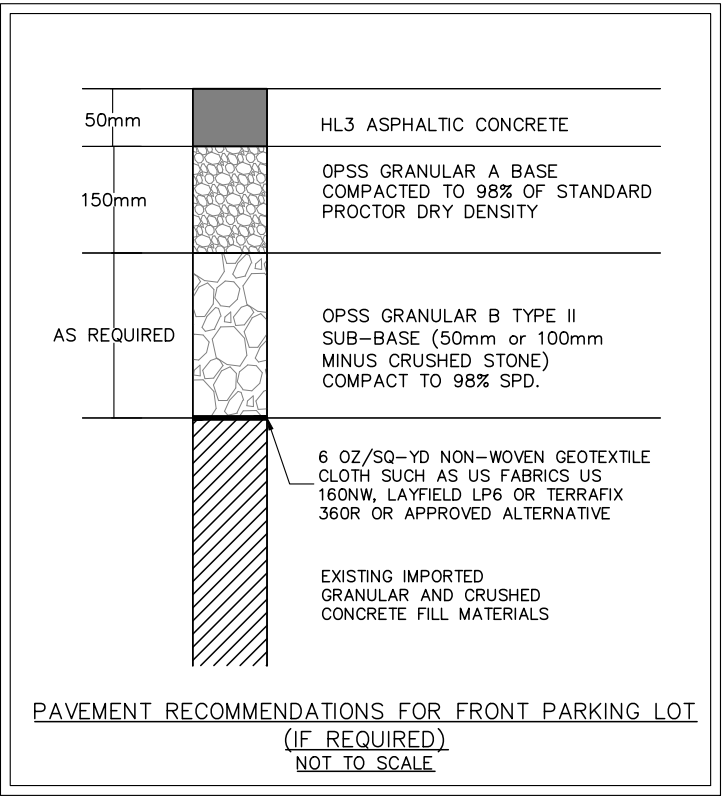 50mm
HL3 ASPHALTIC CONCRETE
150mm
OPSS GRANULAR A BASE
COMPACTED TO 98% OF STANDARD
PROCTOR DRY DENSITY
AS REQUIRED
OPSS GRANULAR B TYPE II
SUB-BASE (50mm or 100mm
MINUS CRUSHED STONE)
COMPACT TO 98% SPD.
6 OZ/SQ-YD NON-WOVEN GEOTEXTILE
CLOTH SUCH AS US FABRICS US
160NW, LAYFIELD LP6 OR TERRAFIX
360R OR APPROVED ALTERNATIVE
EXISTING IMPORTED
GRANULAR AND CRUSHED
CONCRETE FILL MATERIALS
PAVEMENT RECOMMENDATIONS FOR FRONT PARKING LOT
(IF REQUIRED)
NOT TO SCALE